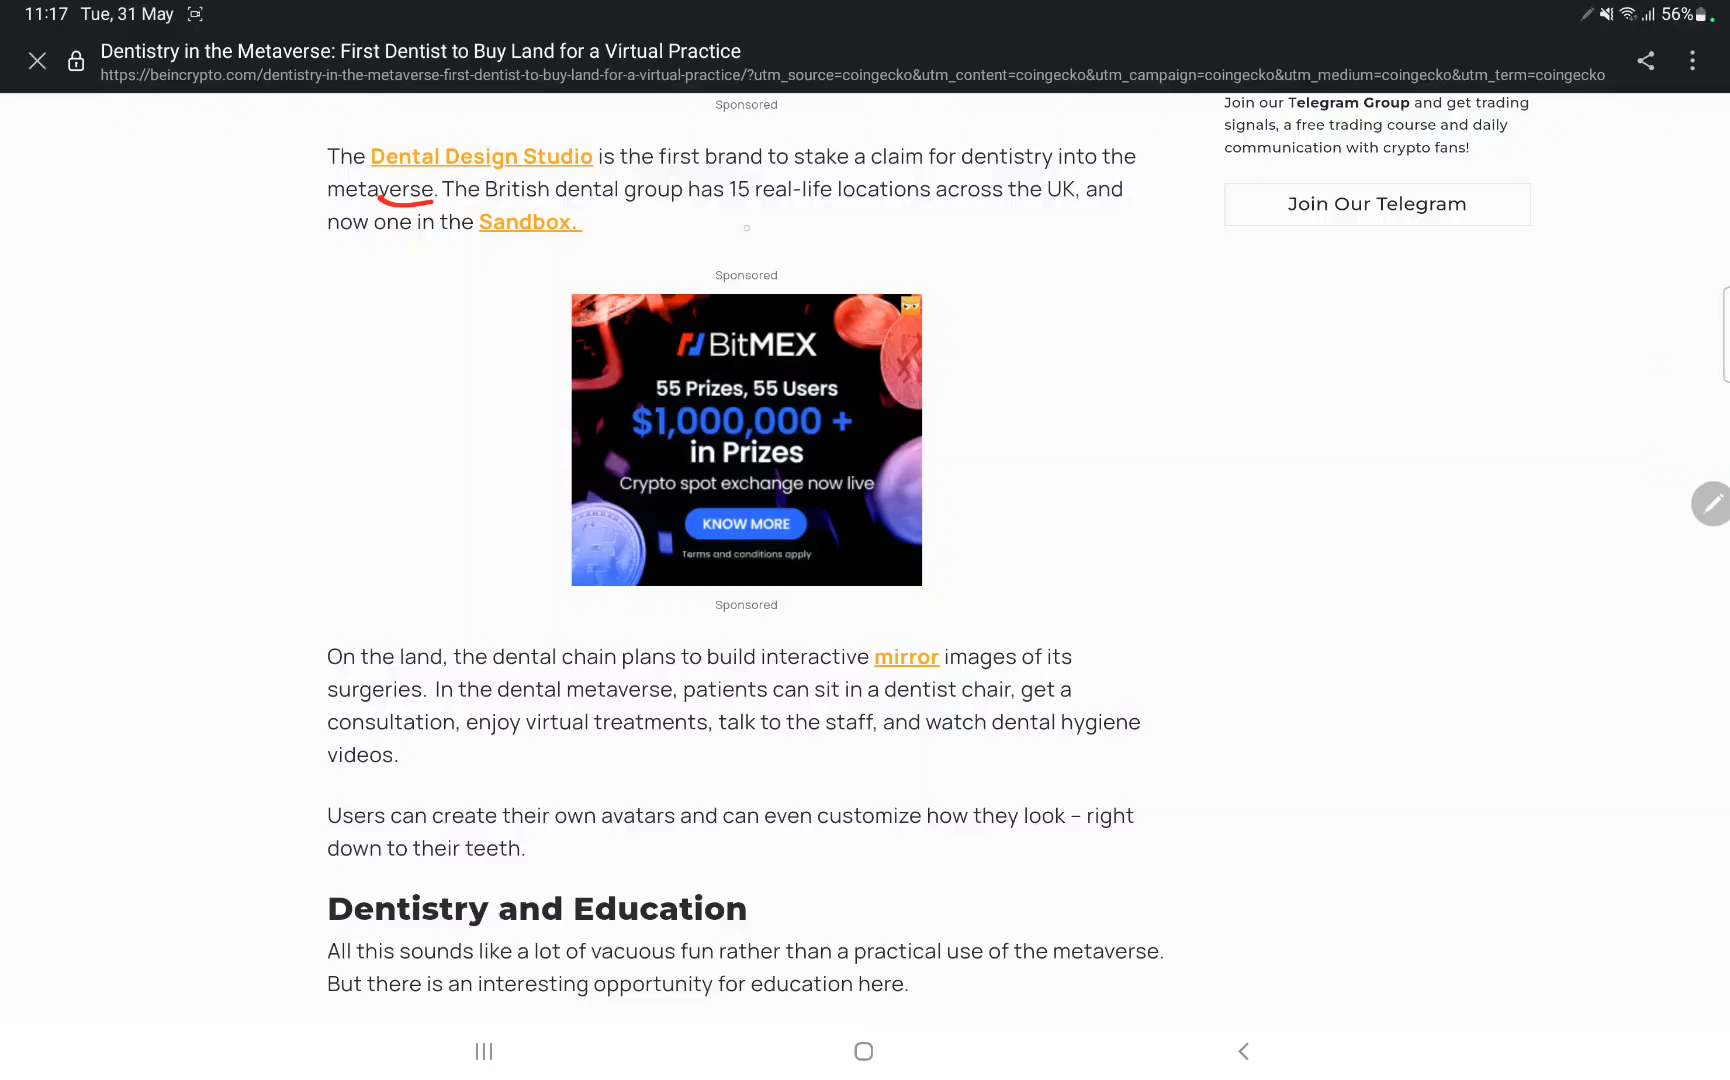 11:17 Tue, 31 May
56%
Dentistry in the Metaverse: First Dentist to Buy Land for a Virtual Practice
https://beincrypto.com/dentistry-in-the-metaverse-first-dentist-to-buy-land-for-a-virtual-practice/?utm_source=coingecko&utm_content=coingecko&utm_campaign=coingecko&utm_medium=coingecko&utm_term=coingecko
Sponsored
The Dental Design Studio is the first brand to stake a claim for dentistry into the
metaverse. The British dental group has 15 real-life locations across the UK, and
now one in the Sandbox.
Sponsored
BitMEX
55 Prizes, 55 Users
$1,000,000 +
in Prizes
Crypto spot exchange now live
KNOW MORE
Terms and conditions apply
Sponsored
On the land, the dental chain plans to build interactive mirror images of its
surgeries. In the dental metaverse, patients can sit in a dentist chair, get a
consultation, enjoy virtual treatments, talk to the staff, and watch dental hygiene
videos.
Users can create their own avatars and can even customize how they look – right
down to their teeth.
Dentistry and Education
All this sounds like a lot of vacuous fun rather than a practical use of the metaverse.
But there is an interesting opportunity for education here.
Join our Telegram Group and get trading
signals, a free trading course and daily
communication with crypto fans!
Join Our Telegram